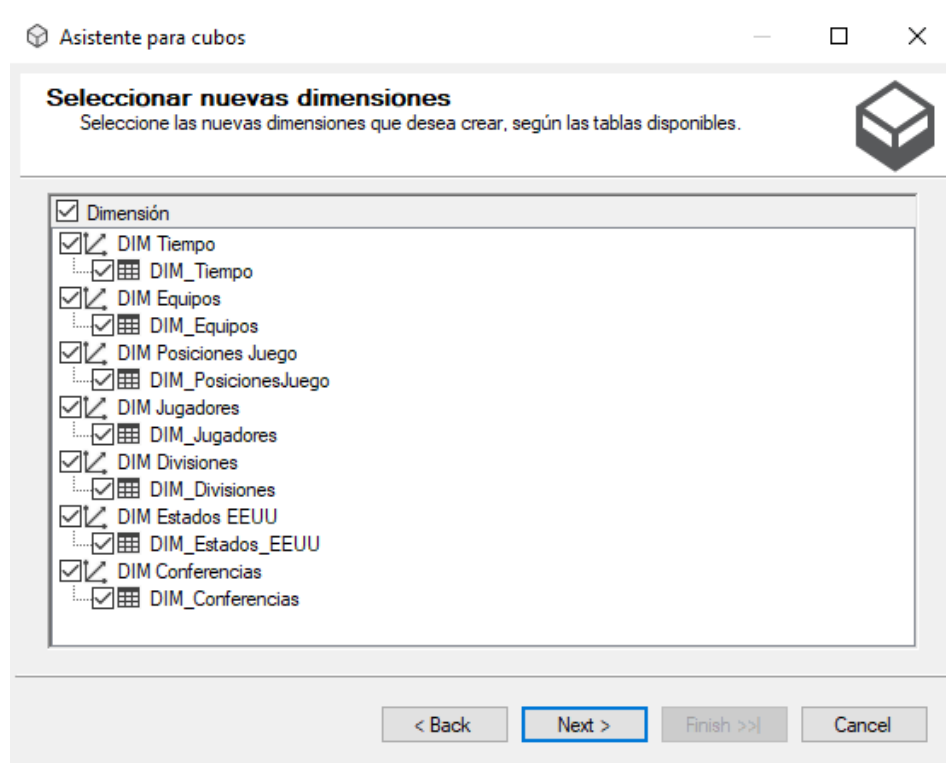 Asistente para cubos
Seleccionar nuevas dimensiones
Seleccione las nuevas dimensiones que desea crear, según las tablas disponibles.
Dimensión
DIM Tiempo
DIM_Tiempo
DIM Equipos
DIM_Equipos
DIM Posiciones Juego
DIM_PosicionesJuego
DIM Jugadores
DIM_Jugadores
DIM Divisiones
DIM_Divisiones
DIM Estados EEUU
DIM_Estados_EEUU
DIM Conferencias
DIM_Conferencias
< Back Next > Finish >>| Cancel